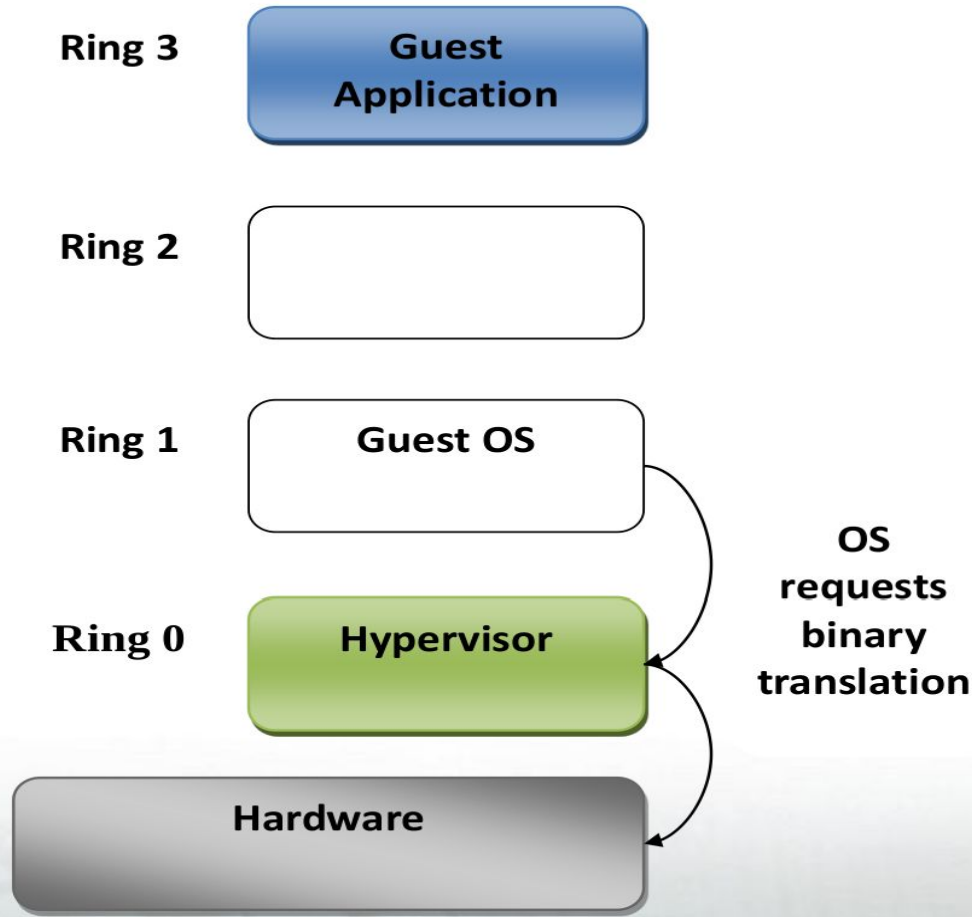 Ring 3
Guest
Application
Ring 2
Ring 1
Guest OS
OS
requests
binary
translation
Ring 0
Hypervisor
Hardware